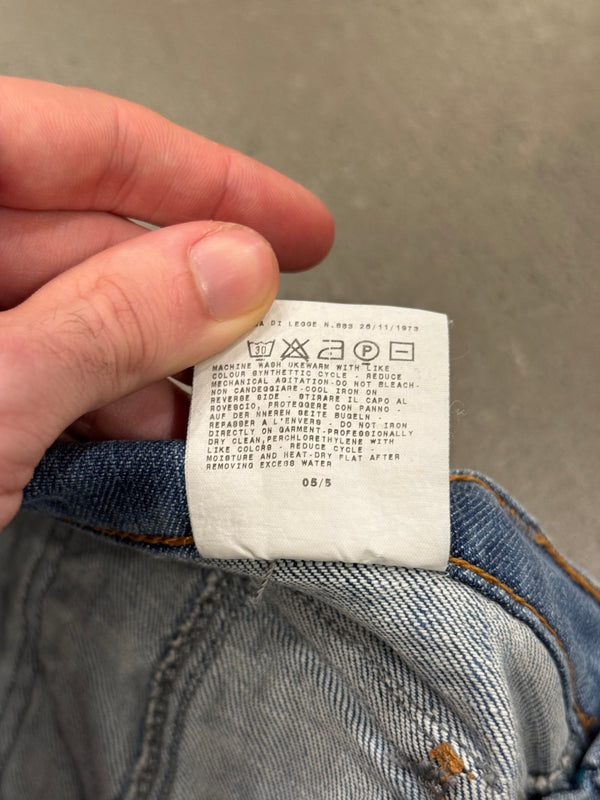 DI LEGGE N.883 26/11/1973
30 P
MACHINE WASH UKEWARM WITH LIKE
COLOUR SYNTHETTIC CYCLE - REDUCE
MECHANICAL AGITATION-DO NOT BLEACH-
NON CANDEGGIARE-COOL IRON ON
REVERSE SIDE - STIRARE IL CAPO AL
ROVESCIO, PROTEGGERE CON PANNO -
AUF DER NNEREN SEITE BUGELN -
REPASSER A L'ENVERS - DO NOT IRON
DIRECTLY ON GARMENT-PROFESSIONALLY
DRY CLEAN,PERCHLORETHYLENE WITH
LIKE COLORS - REDUCE CYCLE -
MOISTURE AND HEAT-DRY FLAT AFTER
REMOVING EXCESS WATER
05/5